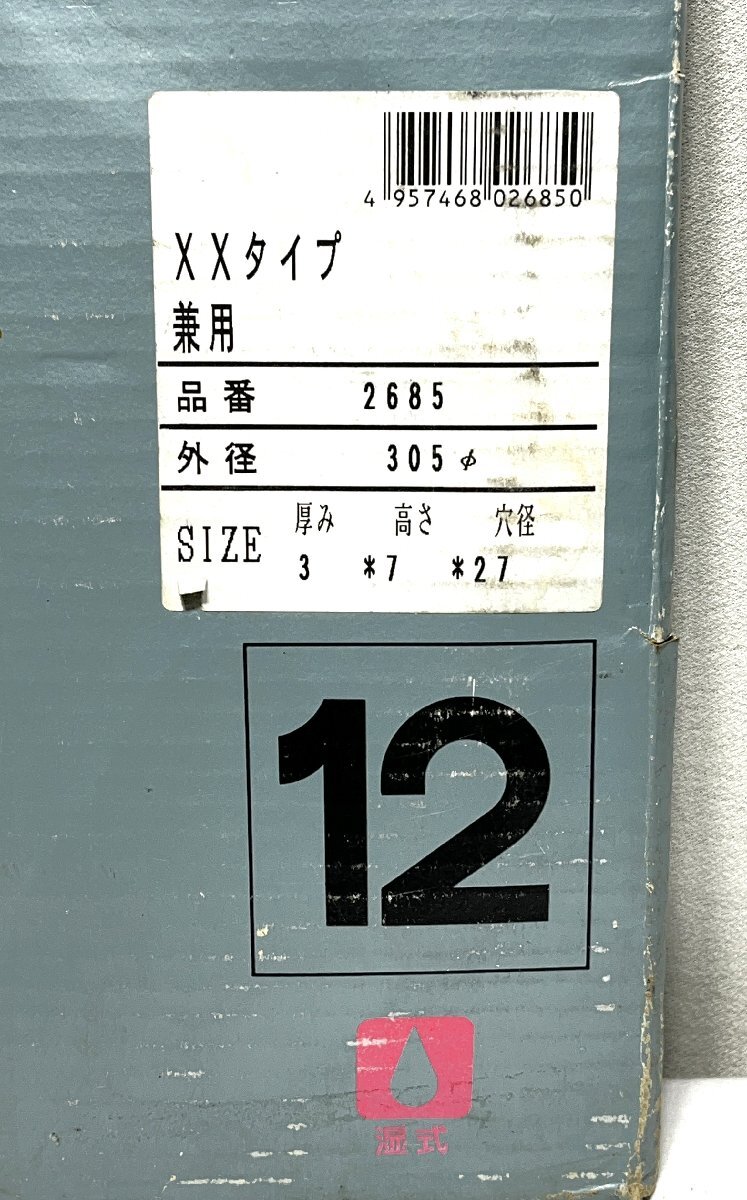 4 957468 026850
XXタイプ
兼用
品番 2685
外径 305φ
SIZE 厚み 高さ 穴径
3 *7 *27
12
湿式